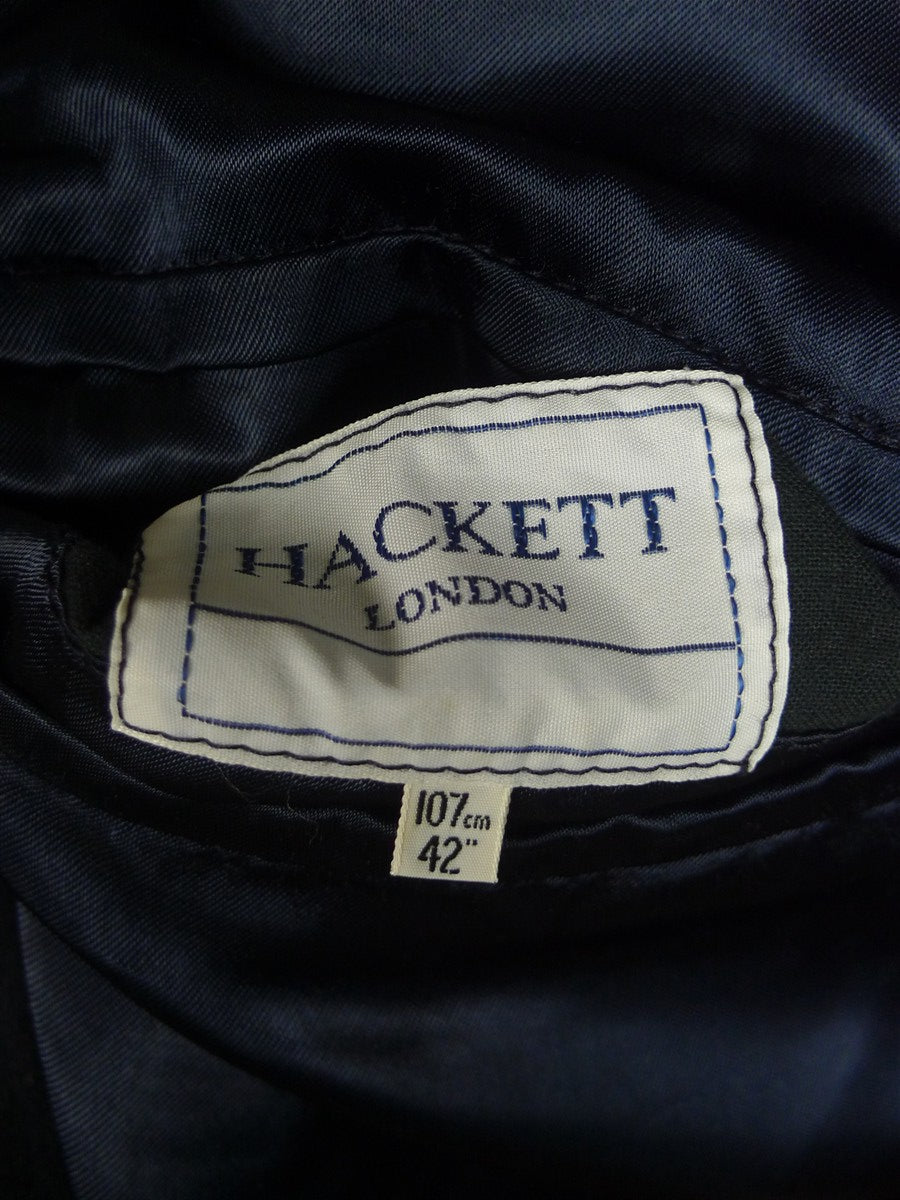 HACKETT
LONDON
107cm
42"